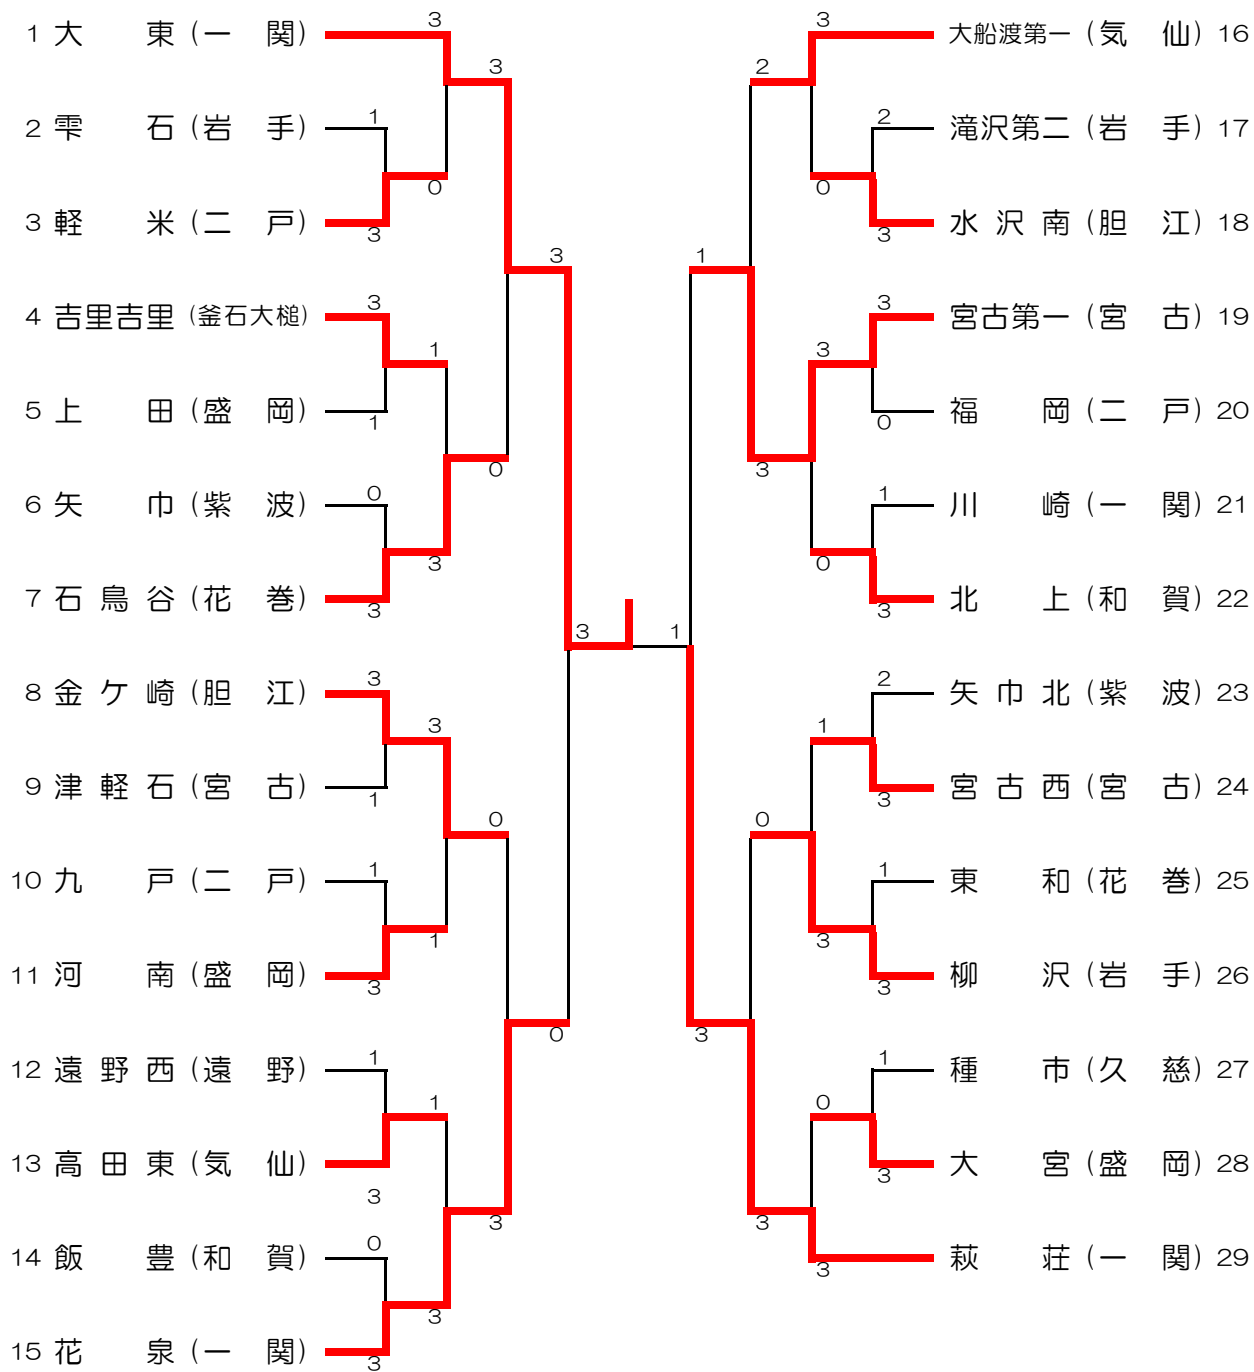 3 3
1 大 東 (一 関) 大船渡第一 (気 仙) 16
3 2
1 2
2 雫 石 (岩 手) 滝沢第二 (岩 手) 17
0 0
3 軽 米 (二 戸) 水 沢 南 (胆 江) 18
3 3
3 1
3 3
4 吉里吉里 (釜石大槌) 宮古第一 (宮 古) 19
1 3
5 上 田 (盛 岡) 福 岡 (二 戸) 20
1 0
0 3
0 1
6 矢 巾 (紫 波) 川 崎 (一 関) 21
3 0
7 石 鳥 谷 (花 巻) 北 上 (和 賀) 22
3 3
3 1
3 2
8 金 ケ 崎 (胆 江) 矢 巾 北 (紫 波) 23
3 1
9 津 軽 石 (宮 古) 宮 古 西 (宮 古) 24
1 3
0 0
1 1
10 九 戸 (二 戸) 東 和 (花 巻) 25
1 3
11 河 南 (盛 岡) 柳 沢 (岩 手) 26
3 3
0 3
1 1
12 遠 野 西 (遠 野) 種 市 (久 慈) 27
1 0
13 高 田 東 (気 仙) 大 宮 (盛 岡) 28
3 3
3 3
0
14 飯 豊 (和 賀) 萩 荘 (一 関) 29
3
3
15 花 泉 (一 関)
3